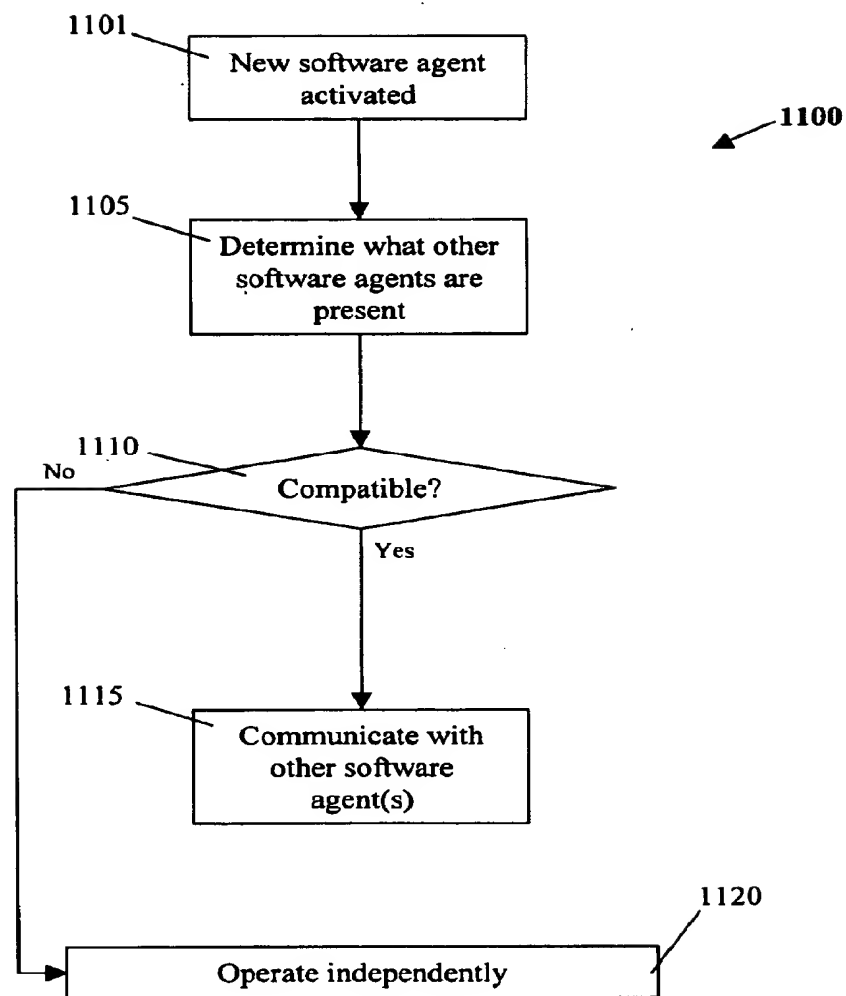 1101
New software agent
activated
1100
1105
Determine what other
software agents are
present
1110
No
Compatible?
Yes
1115
Communicate with
other software
agent(s)
1120
Operate independently